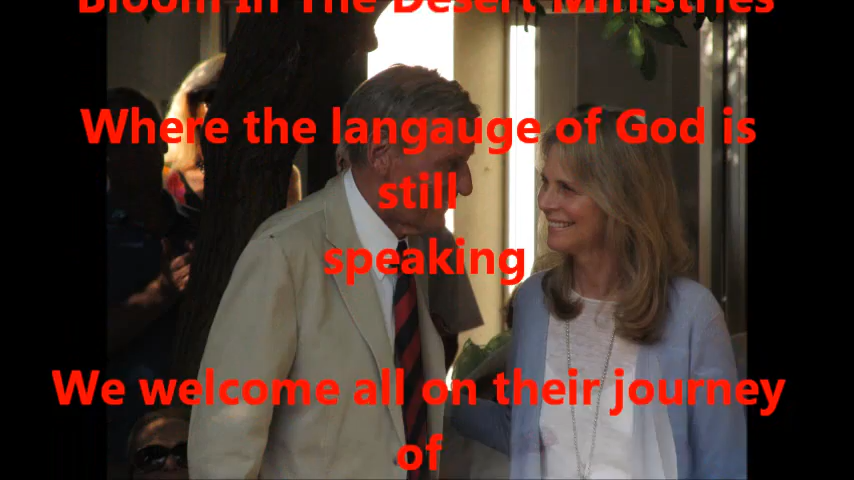 Bloom In The Desert Ministries
Where the langauge of God is
still
speaking
We welcome all on their journey
of